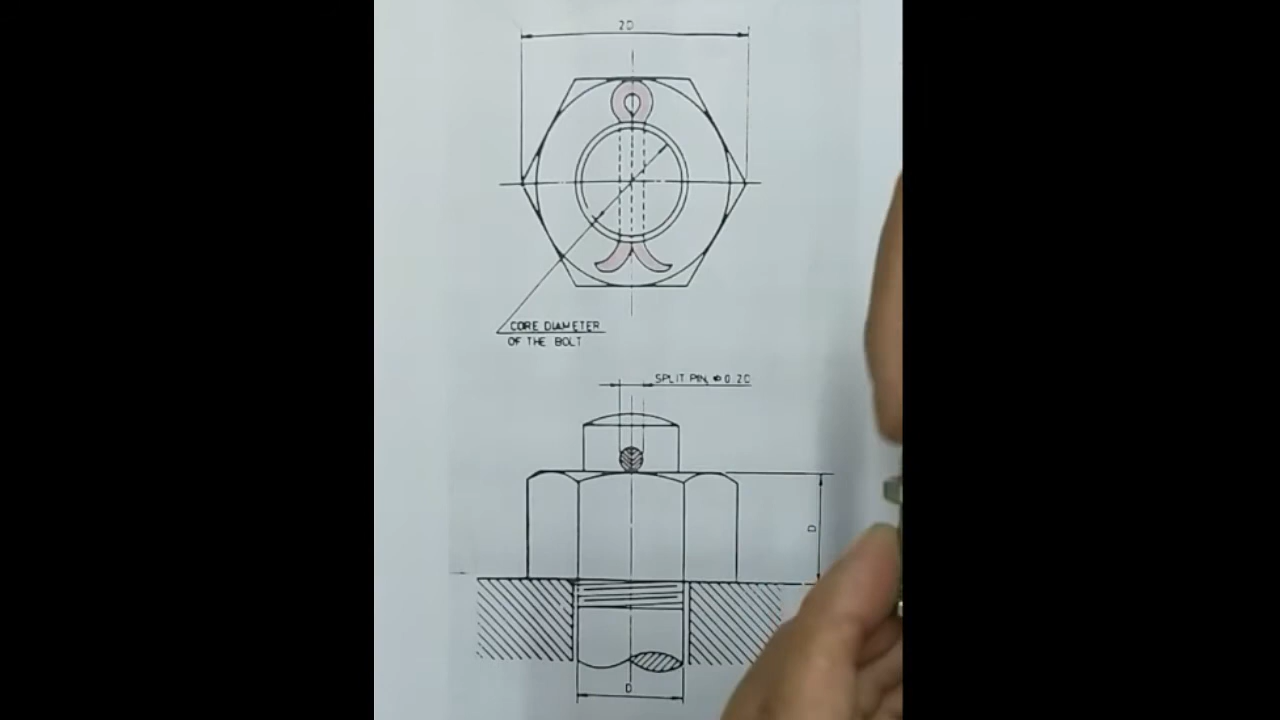 2D
CORE DIAMETER
OF THE BOLT
SPLIT PIN, Φ 0.2D
D
D